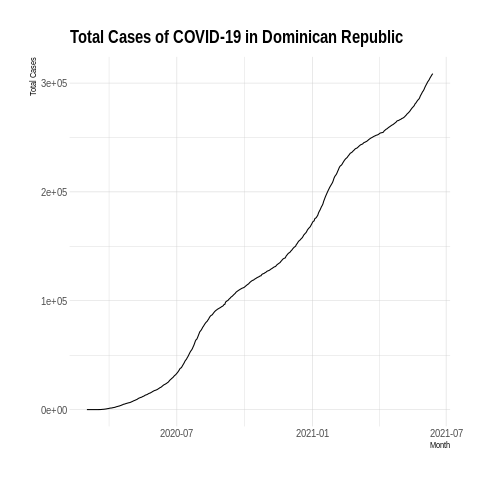 Total Cases of COVID-19 in Dominican Republic
Total Cases
3e+05
2e+05
1e+05
0e+00
2020-07
2021-01
2021-07
Month